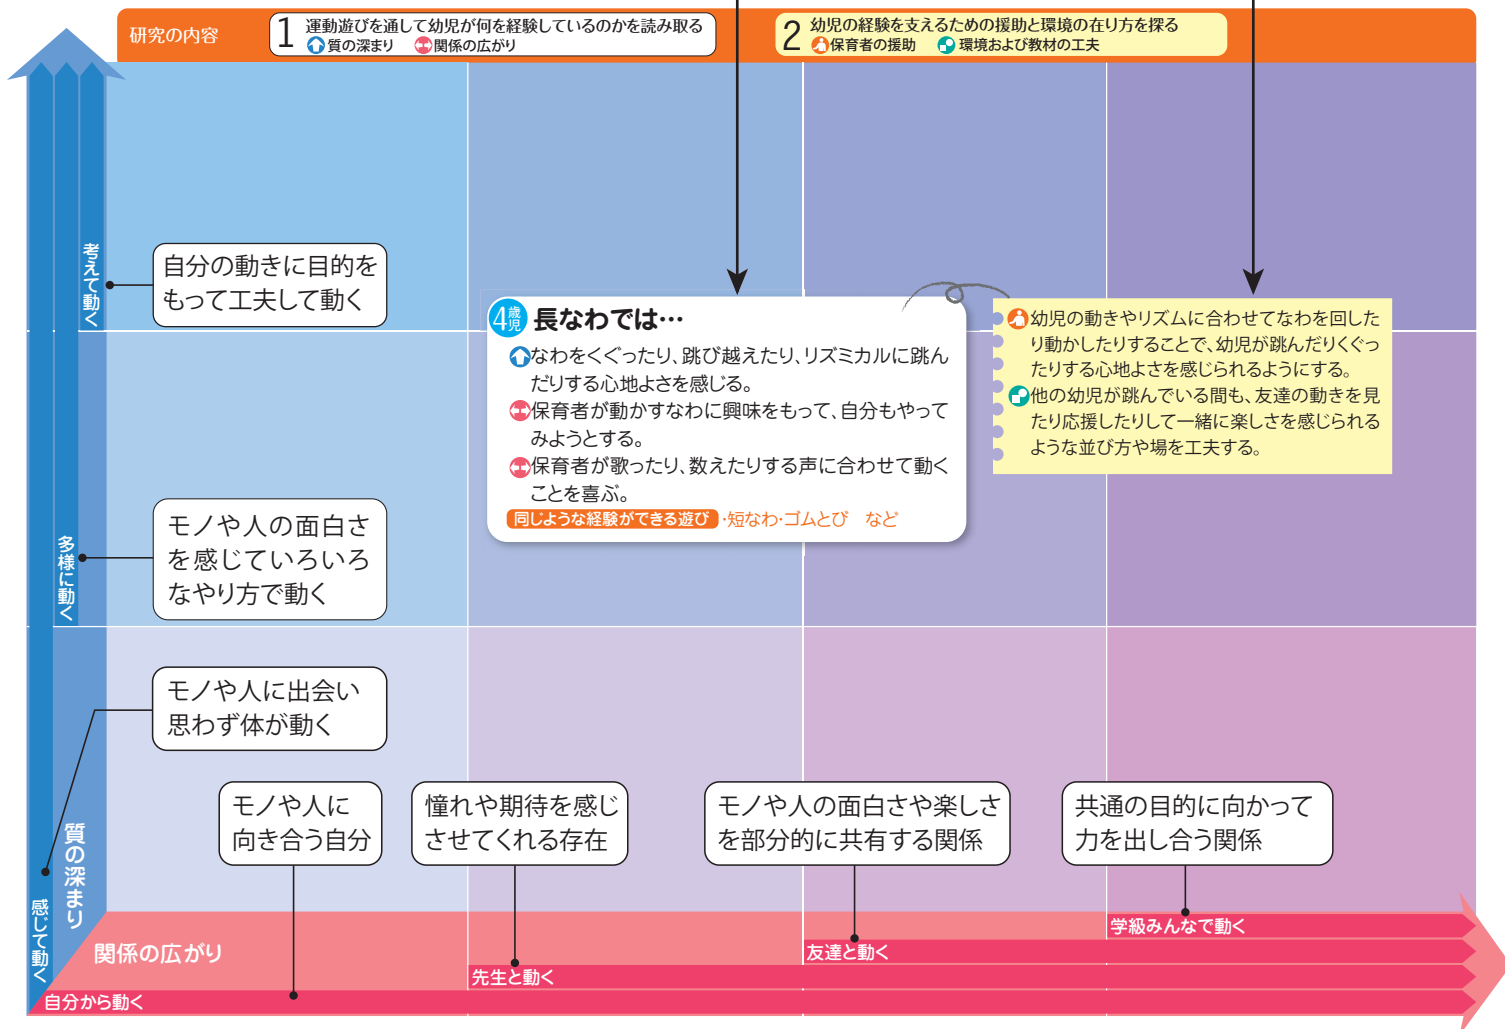 研究の内容
1 運動遊びを通して幼児が何を経験しているのかを読み取る
質の深まり 関係の広がり
2 幼児の経験を支えるための援助と環境の在り方を探る
保育者の援助 環境および教材の工夫
考えて動く
自分の動きに目的を
もって工夫して動く
4歳児 長なわでは…
なわをくぐったり、跳び越えたり、リズミカルに跳ん
だりする心地よさを感じる。
保育者が動かすなわに興味をもって、自分もやって
みようとする。
保育者が歌ったり、数えたりする声に合わせて動く
ことを喜ぶ。
同じような経験ができる遊び ・短なわ・ゴムとび など
幼児の動きやリズムに合わせてなわを回した
り動かしたりすることで、幼児が跳んだりくぐっ
たりする心地よさを感じられるようにする。
他の幼児が跳んでいる間も、友達の動きを見
たり応援したりして一緒に楽しさを感じられる
ような並び方や場を工夫する。
多様に動く
モノや人の面白さ
を感じていろいろ
なやり方で動く
モノや人に出会い
思わず体が動く
質の深まり
感じて動く
モノや人に
向き合う自分
憧れや期待を感じ
させてくれる存在
モノや人の面白さや楽しさ
を部分的に共有する関係
共通の目的に向かって
力を出し合う関係
関係の広がり
学級みんなで動く
友達と動く
先生と動く
自分から動く